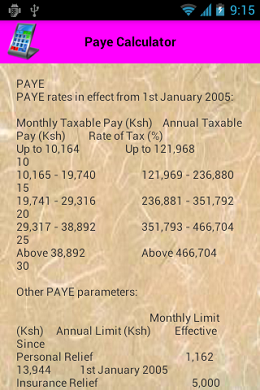 9:15
Paye Calculator
PAYE
PAYE rates in effect from 1st January 2005:
Monthly Taxable Pay (Ksh) Annual Taxable
Pay (Ksh) Rate of Tax (%)
Up to 10,164 Up to 121,968
10
10,165 - 19,740 121,969 - 236,880
15
19,741 - 29,316 236,881 - 351,792
20
29,317 - 38,892 351,793 - 466,704
25
Above 38,892 Above 466,704
30
Other PAYE parameters:
Monthly Limit
(Ksh) Annual Limit (Ksh) Effective
Since
Personal Relief 1,162
13,944 1st January 2005
Insurance Relief 5,000